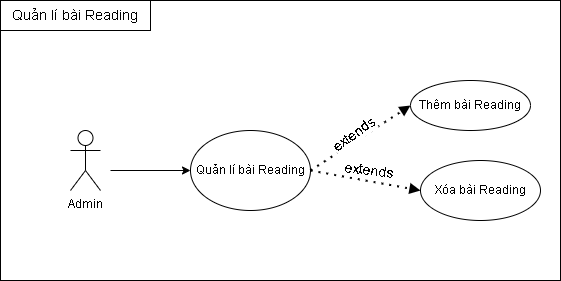 Quản lí bài Reading
Thêm bài Reading
extends
Quản lí bài Reading
extends
Xóa bài Reading
Admin